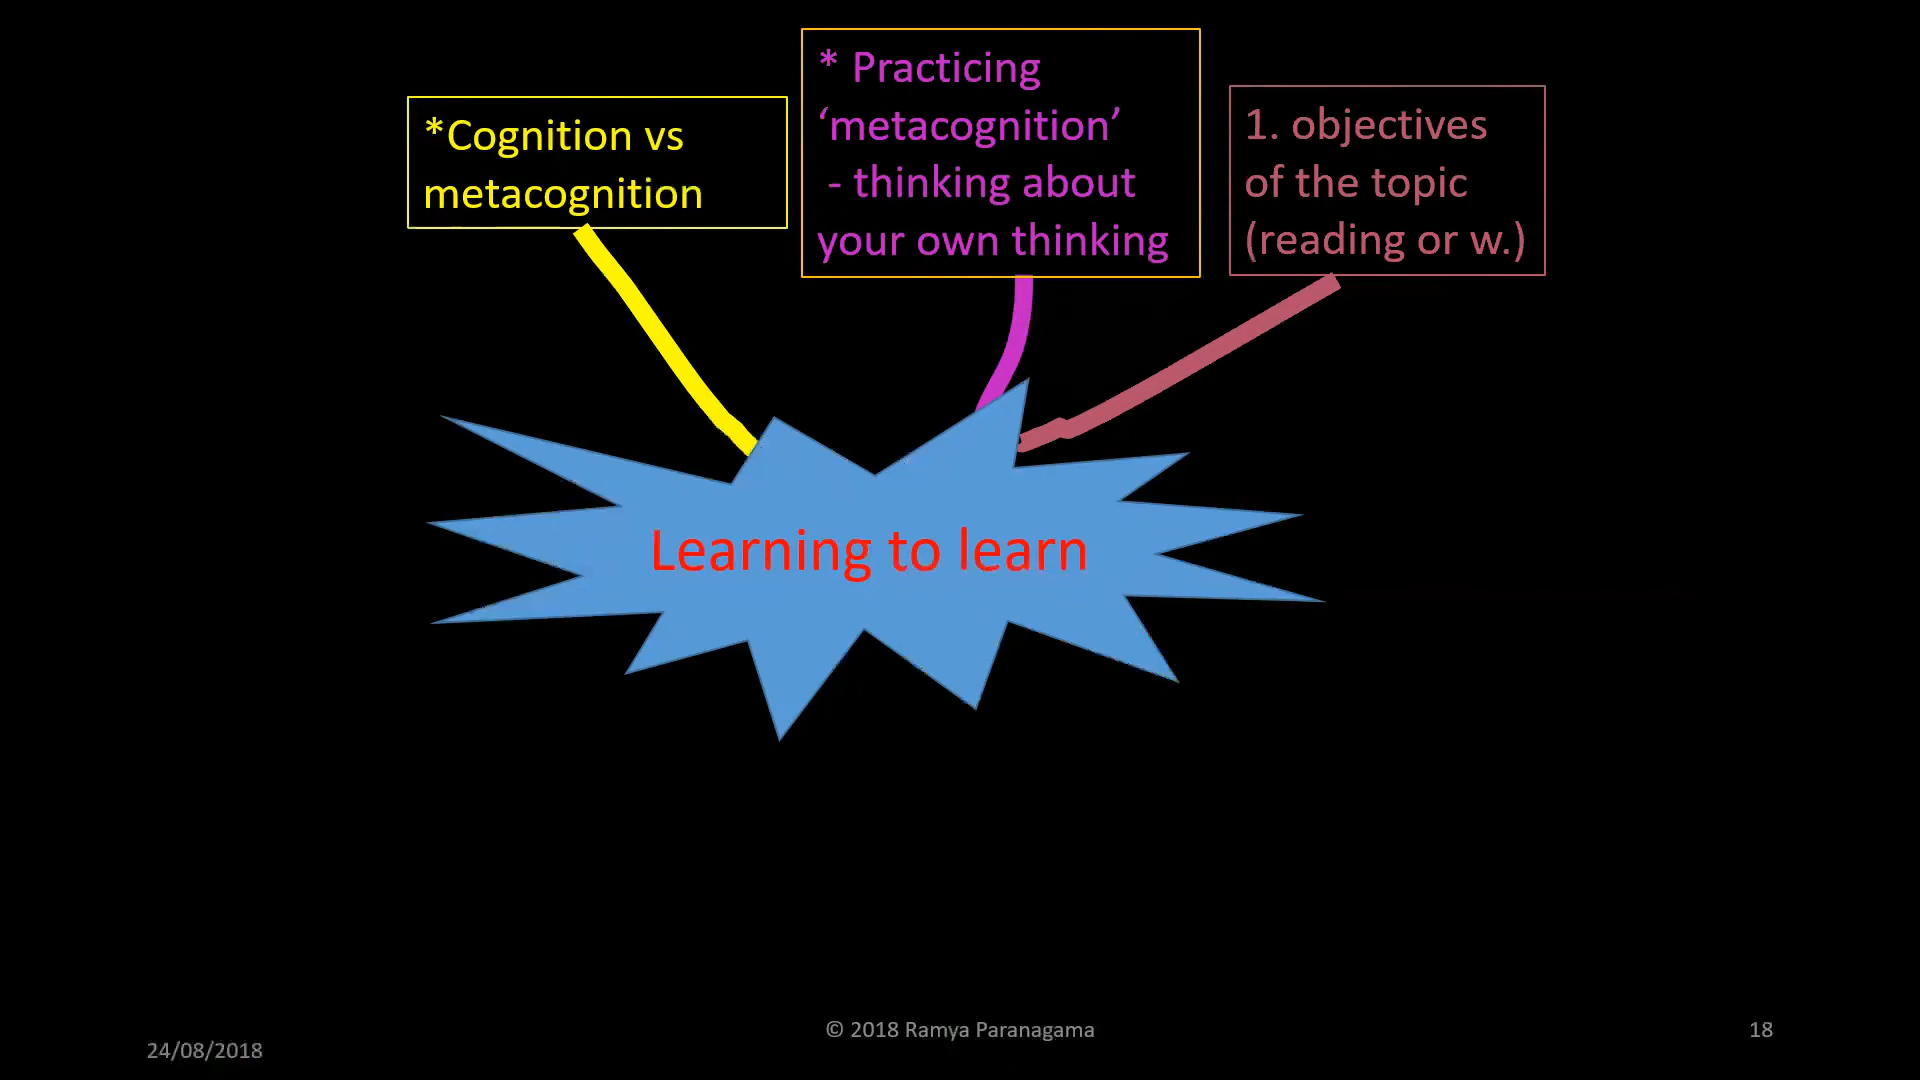 *Cognition vs
metacognition
* Practicing
‘metacognition’
- thinking about
your own thinking
1. objectives
of the topic
(reading or w.)
Learning to learn
24/08/2018
© 2018 Ramya Paranagama
18